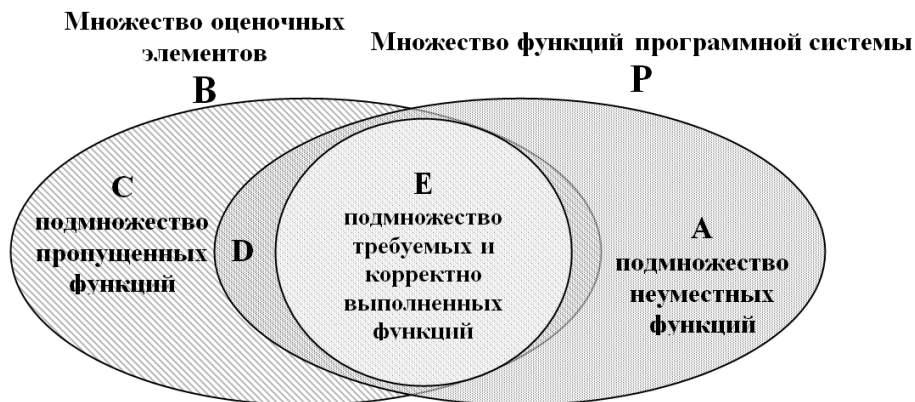 Множество оценочных
элементов
B
Множество функций программной системы
P
C
подмножество
пропущенных
функций
D
E
подмножество
требуемых и
корректно
выполненных
функций
A
подмножество
неуместных
функций